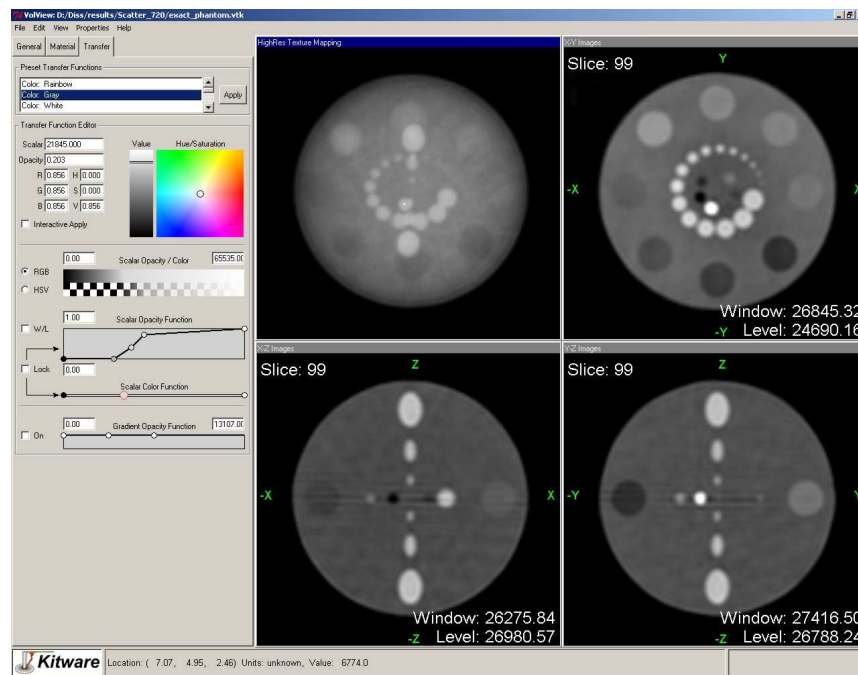 VolView: D:/Diss/results/Scatter_720/exact_phantom.vtk
File Edit View Properties Help
General Material Transfer
Preset Transfer Functions
Color: Rainbow
Color: Gray
Color: White
Apply
Transfer Function Editor
Scalar 21845.000 Value Hue/Saturation
Opacity 0.203
R 0.856 H 0.000
G 0.856 S 0.000
B 0.856 V 0.856
Interactive Apply
0.00 Scalar Opacity / Color 65535.00
RGB
HSV
1.00 Scalar Opacity Function
W/L
Lock 0.00
Scalar Color Function
0.00 Gradient Opacity Function 13107.00
On
HighRes Texture Mapping
X-Y Images
Slice: 99
Y
-X X
Window: 26845.32
-Y Level: 24690.16
X-Z Images
Slice: 99
Z
-X X
Window: 26275.84
-Z Level: 26980.57
Y-Z Images
Slice: 99
Z
-Y Y
Window: 27416.50
-Z Level: 26788.24
Kitware Location: ( 7.07, 4.95, 2.46) Units: unknown, Value: 6774.0